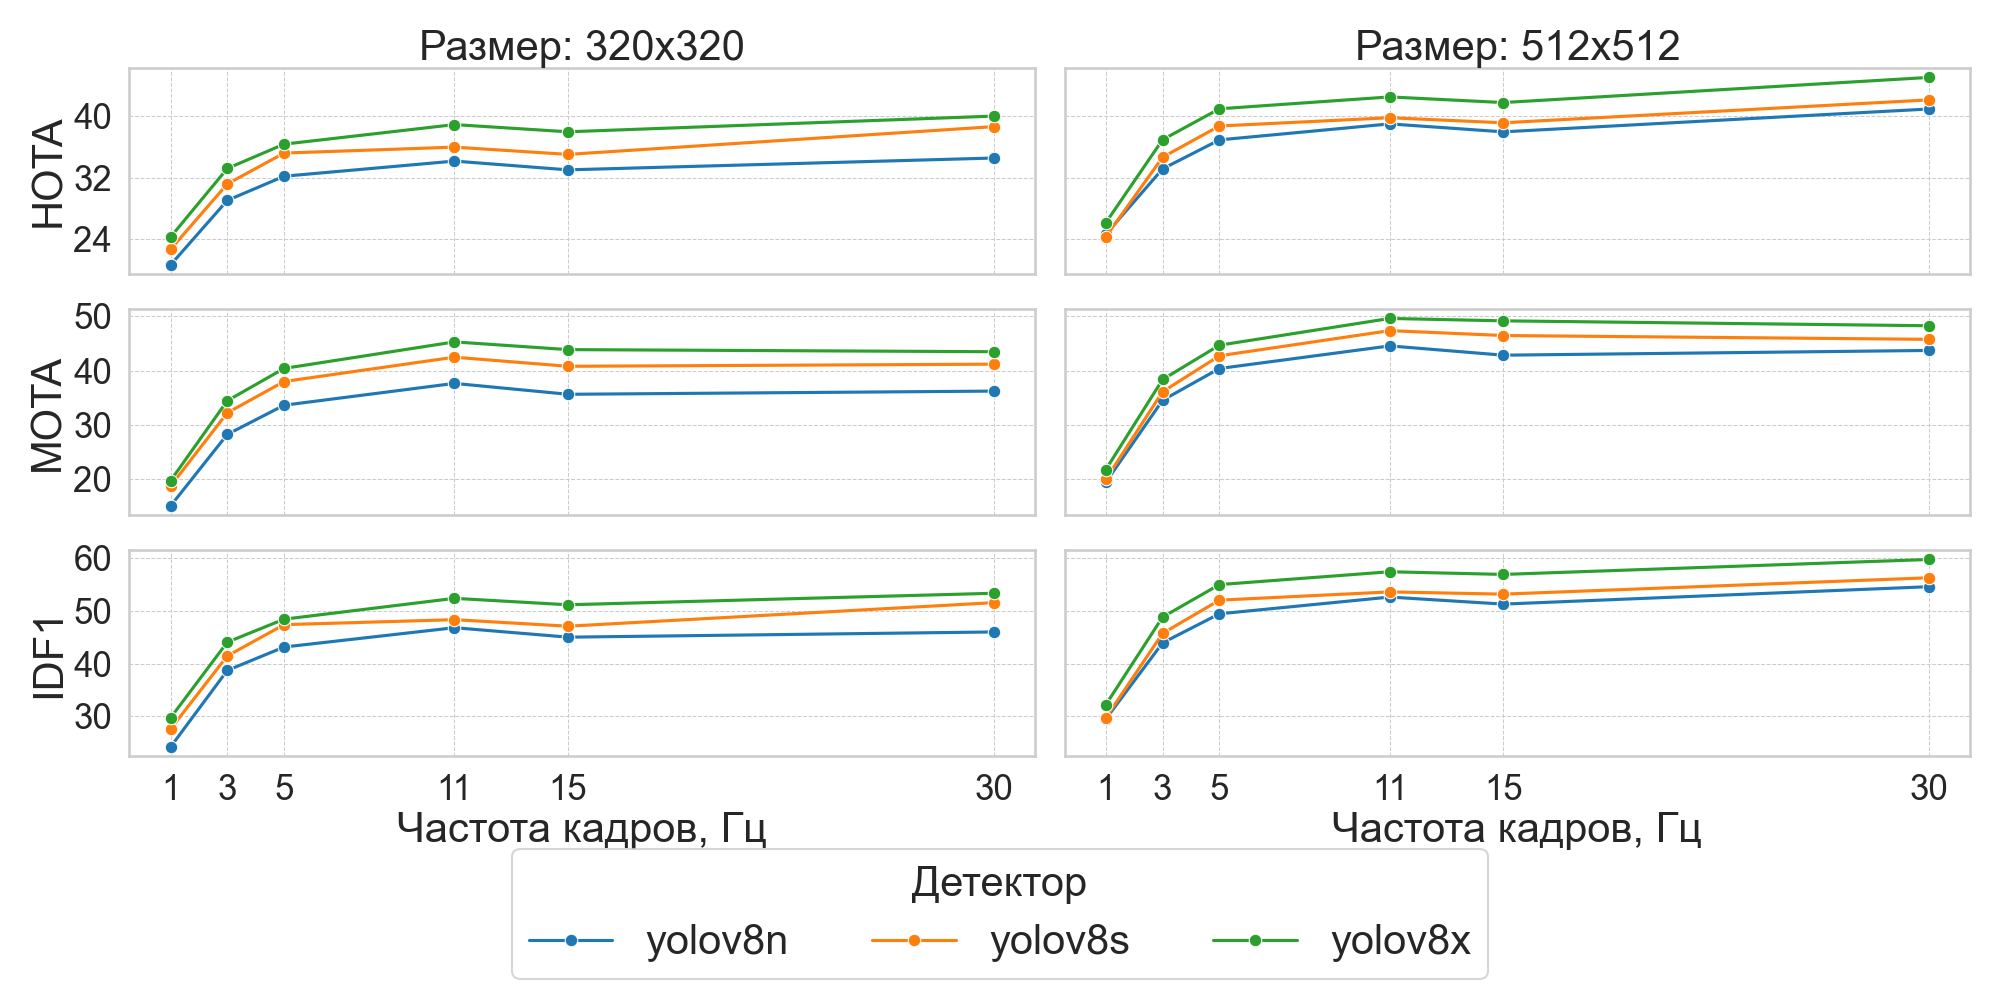 Размер: 320x320
Размер: 512x512
HOTA
40
32
24
MOTA
50
40
30
20
IDF1
60
50
40
30
1 3 5 11 15 30
1 3 5 11 15 30
Частота кадров, Гц
Частота кадров, Гц
Детектор
yolov8n yolov8s yolov8x